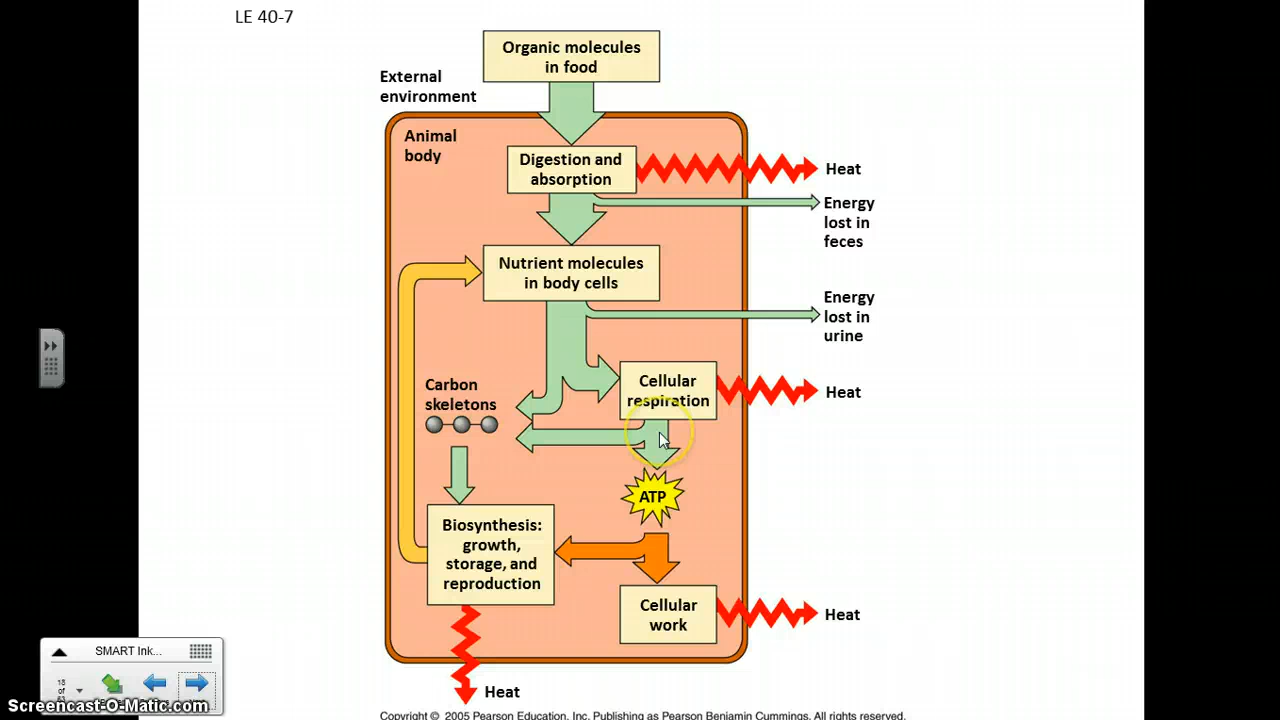 LE 40-7
Organic molecules
in food
External
environment
Animal
body
Digestion and
absorption
Heat
Energy
lost in
feces
Nutrient molecules
in body cells
Energy
lost in
urine
Carbon
skeletons
Cellular
respiration
Heat
ATP
Biosynthesis:
growth,
storage, and
reproduction
Cellular
work
Heat
Heat
SMART Ink...
18
of
Screencast-O-Matic.com
Copyright © 2005 Pearson Education, Inc. Publishing as Pearson Benjamin Cummings. All rights reserved.